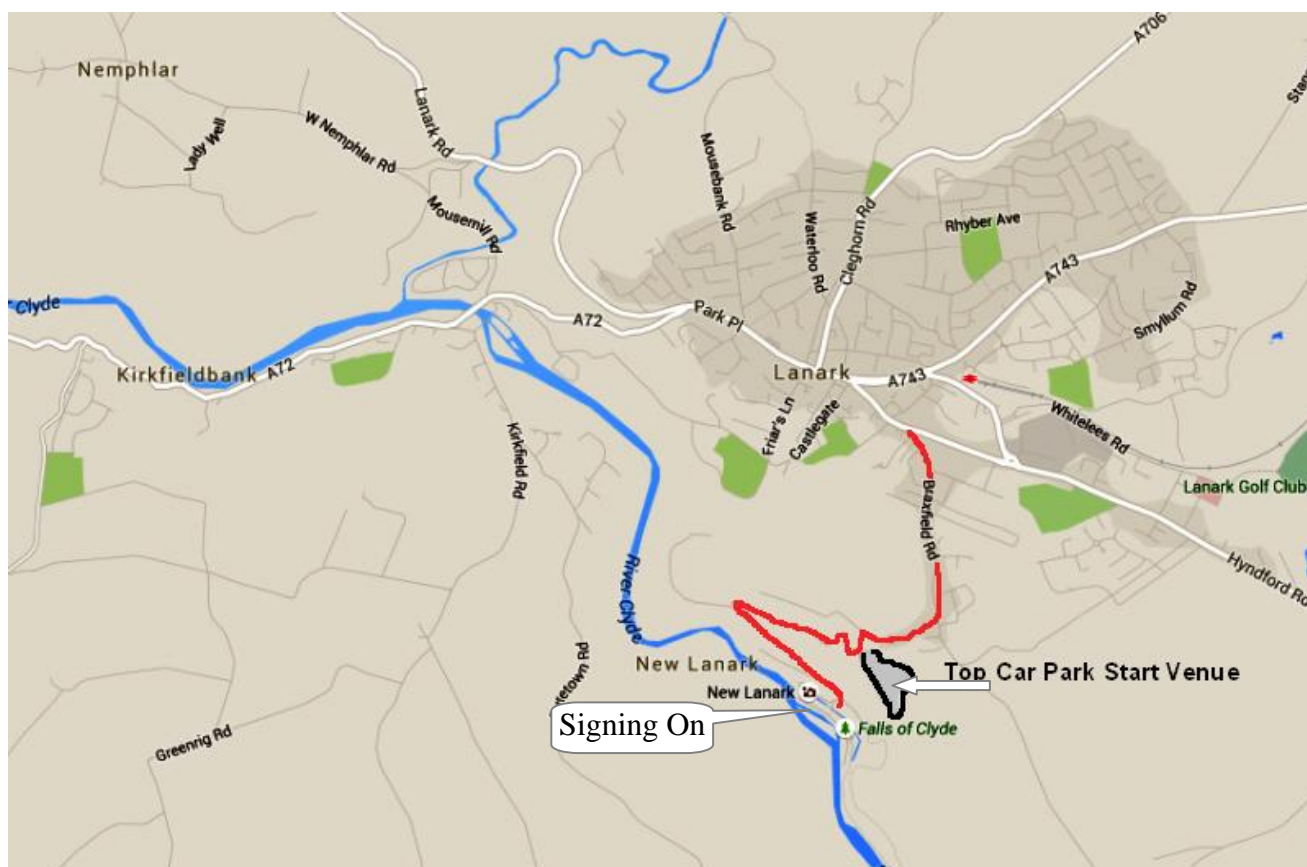 Nemphlar
A706
Lanark Rd
Lady Well
W Nemphlar Rd
Mousemill Rd
Mousebank Rd
Waterloo Rd
Cleghorn Rd
Rhyber Ave
A743
Smyllum Rd
Clyde
A72
Park Pl
Kirkfieldbank
A72
Lanark
A743
Whitelees Rd
Friar's Ln
Castlegate
Kirkfield Rd
Braxfield Rd
Lanark Golf Club
Hyndford Rd
River Clyde
New Lanark
Top Car Park Start Venue
New Lanark
Signing On
Falls of Clyde
Greenrig Rd